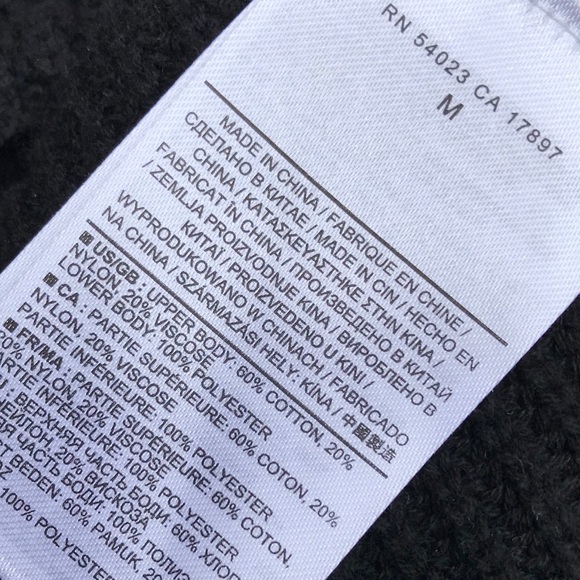 RN 54023 CA 17897
M
MADE IN CHINA / FABRIQUE EN CHINE /
СДЕЛАНО В КИТАЕ / MADE IN CIN / HECHO EN
CHINA / ΚΑΤΑΣΚΕΥΑΣΤΗΚΕ ΣΤΗΝ ΚΙΝΑ /
FABRICAT ÎN CHINA / ПРОИЗВЕДЕНО В КИТАЙ
/ ZEMLJA PROIZVODNJE KINA / ВИРОБЛЕНО В
КИТАЇ / PROIZVEDENO U KINI /
WYPRODUKOWANO W CHINACH / FABRICADO
NA CHINA / SZÁRMAZÁSI HELY: KÍNA / 中國製造
US/GB: UPPER BODY: 60% COTTON, 20%
NYLON, 20% VISCOSE
LOWER BODY: 100% POLYESTER
CA : PARTIE SUPÉRIEURE: 60% COTON, 20%
NYLON, 20% VISCOSE
PARTIE INFÉRIEURE: 100% POLYESTER
FR/MA : PARTIE SUPÉRIEURE: 60% COTON,
20% NYLON, 20% VISCOSE
PARTIE INFÉRIEURE: 100% POLYESTER
: ВЕРХНЯЯ ЧАСТЬ БОДИ: 60% ХЛОП
НЕЙЛОН, 20% ВИСКОЗА
ЧАСТЬ БОДИ: 100% ПОЛИЭ
BEDEN: 60% PAMUK, 20
100% POLYESTER